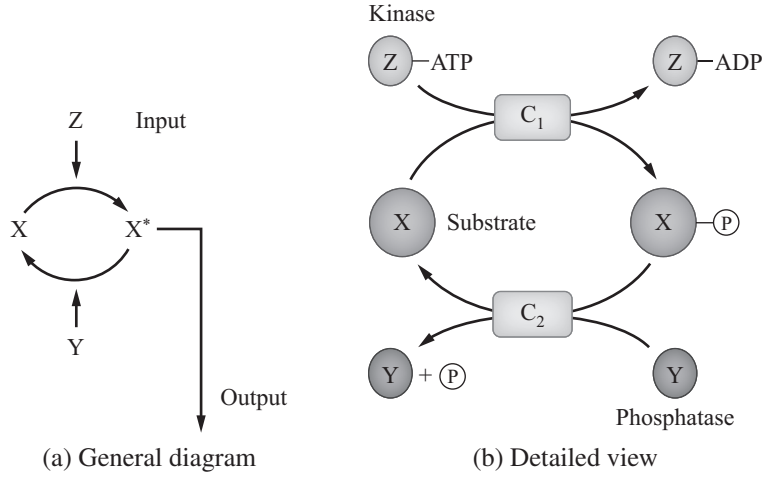 Z Input
X X*
Y
Output
(a) General diagram
Kinase
Z ATP
Z ADP
C1
X Substrate
X P
C2
Y + P
Y
Phosphatase
(b) Detailed view